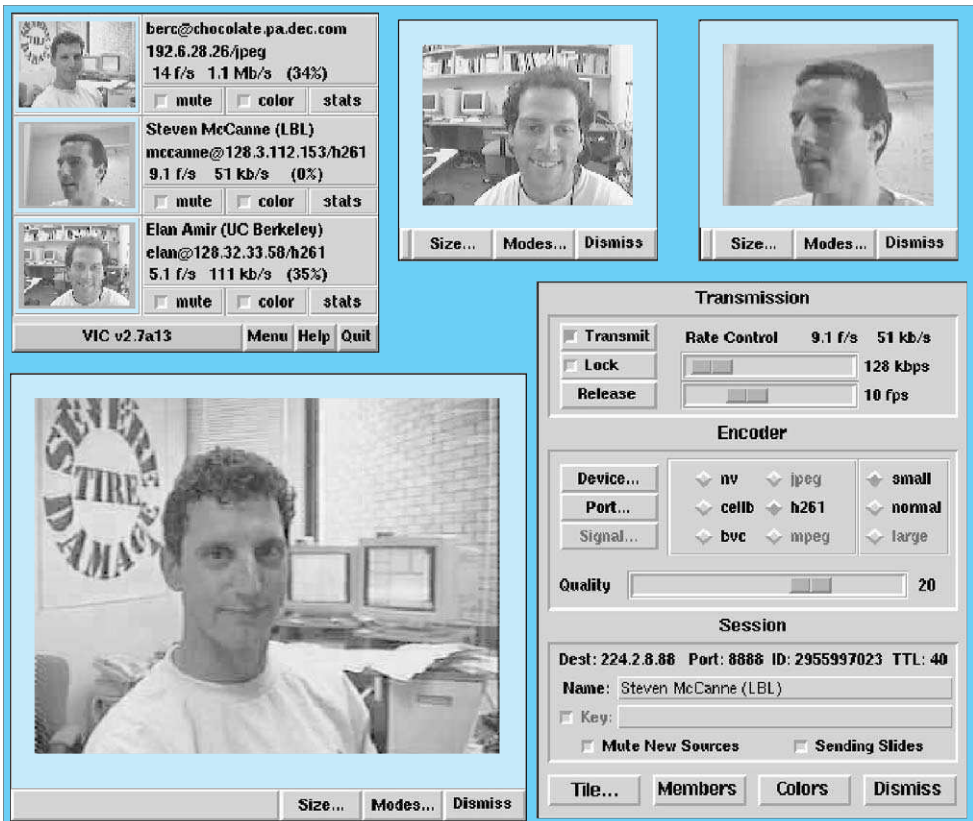 berc@chocolate.pa.dec.com
192.6.28.26/jpeg
14 f/s 1.1 Mb/s (34%)
mute color stats
Steven McCanne (LBL)
mccanne@128.3.112.153/h261
9.1 f/s 51 kb/s (0%)
mute color stats
Elan Amir (UC Berkeley)
elan@128.32.33.58/h261
5.1 f/s 111 kb/s (35%)
mute color stats
VIC v2.7a13 Menu Help Quit
Size... Modes... Dismiss
Size... Modes... Dismiss
SEVERE
TIRE
DAMAGE
Size... Modes... Dismiss
Transmission
Transmit Rate Control 9.1 f/s 51 kb/s
Lock 128 kbps
Release 10 fps
Encoder
Device... nv jpeg small
Port... cellb h261 normal
Signal... bvc mpeg large
Quality 20
Session
Dest: 224.2.8.88 Port: 8888 ID: 2955997023 TTL: 40
Name: Steven McCanne (LBL)
Key:
Mute New Sources Sending Slides
Tile... Members Colors Dismiss